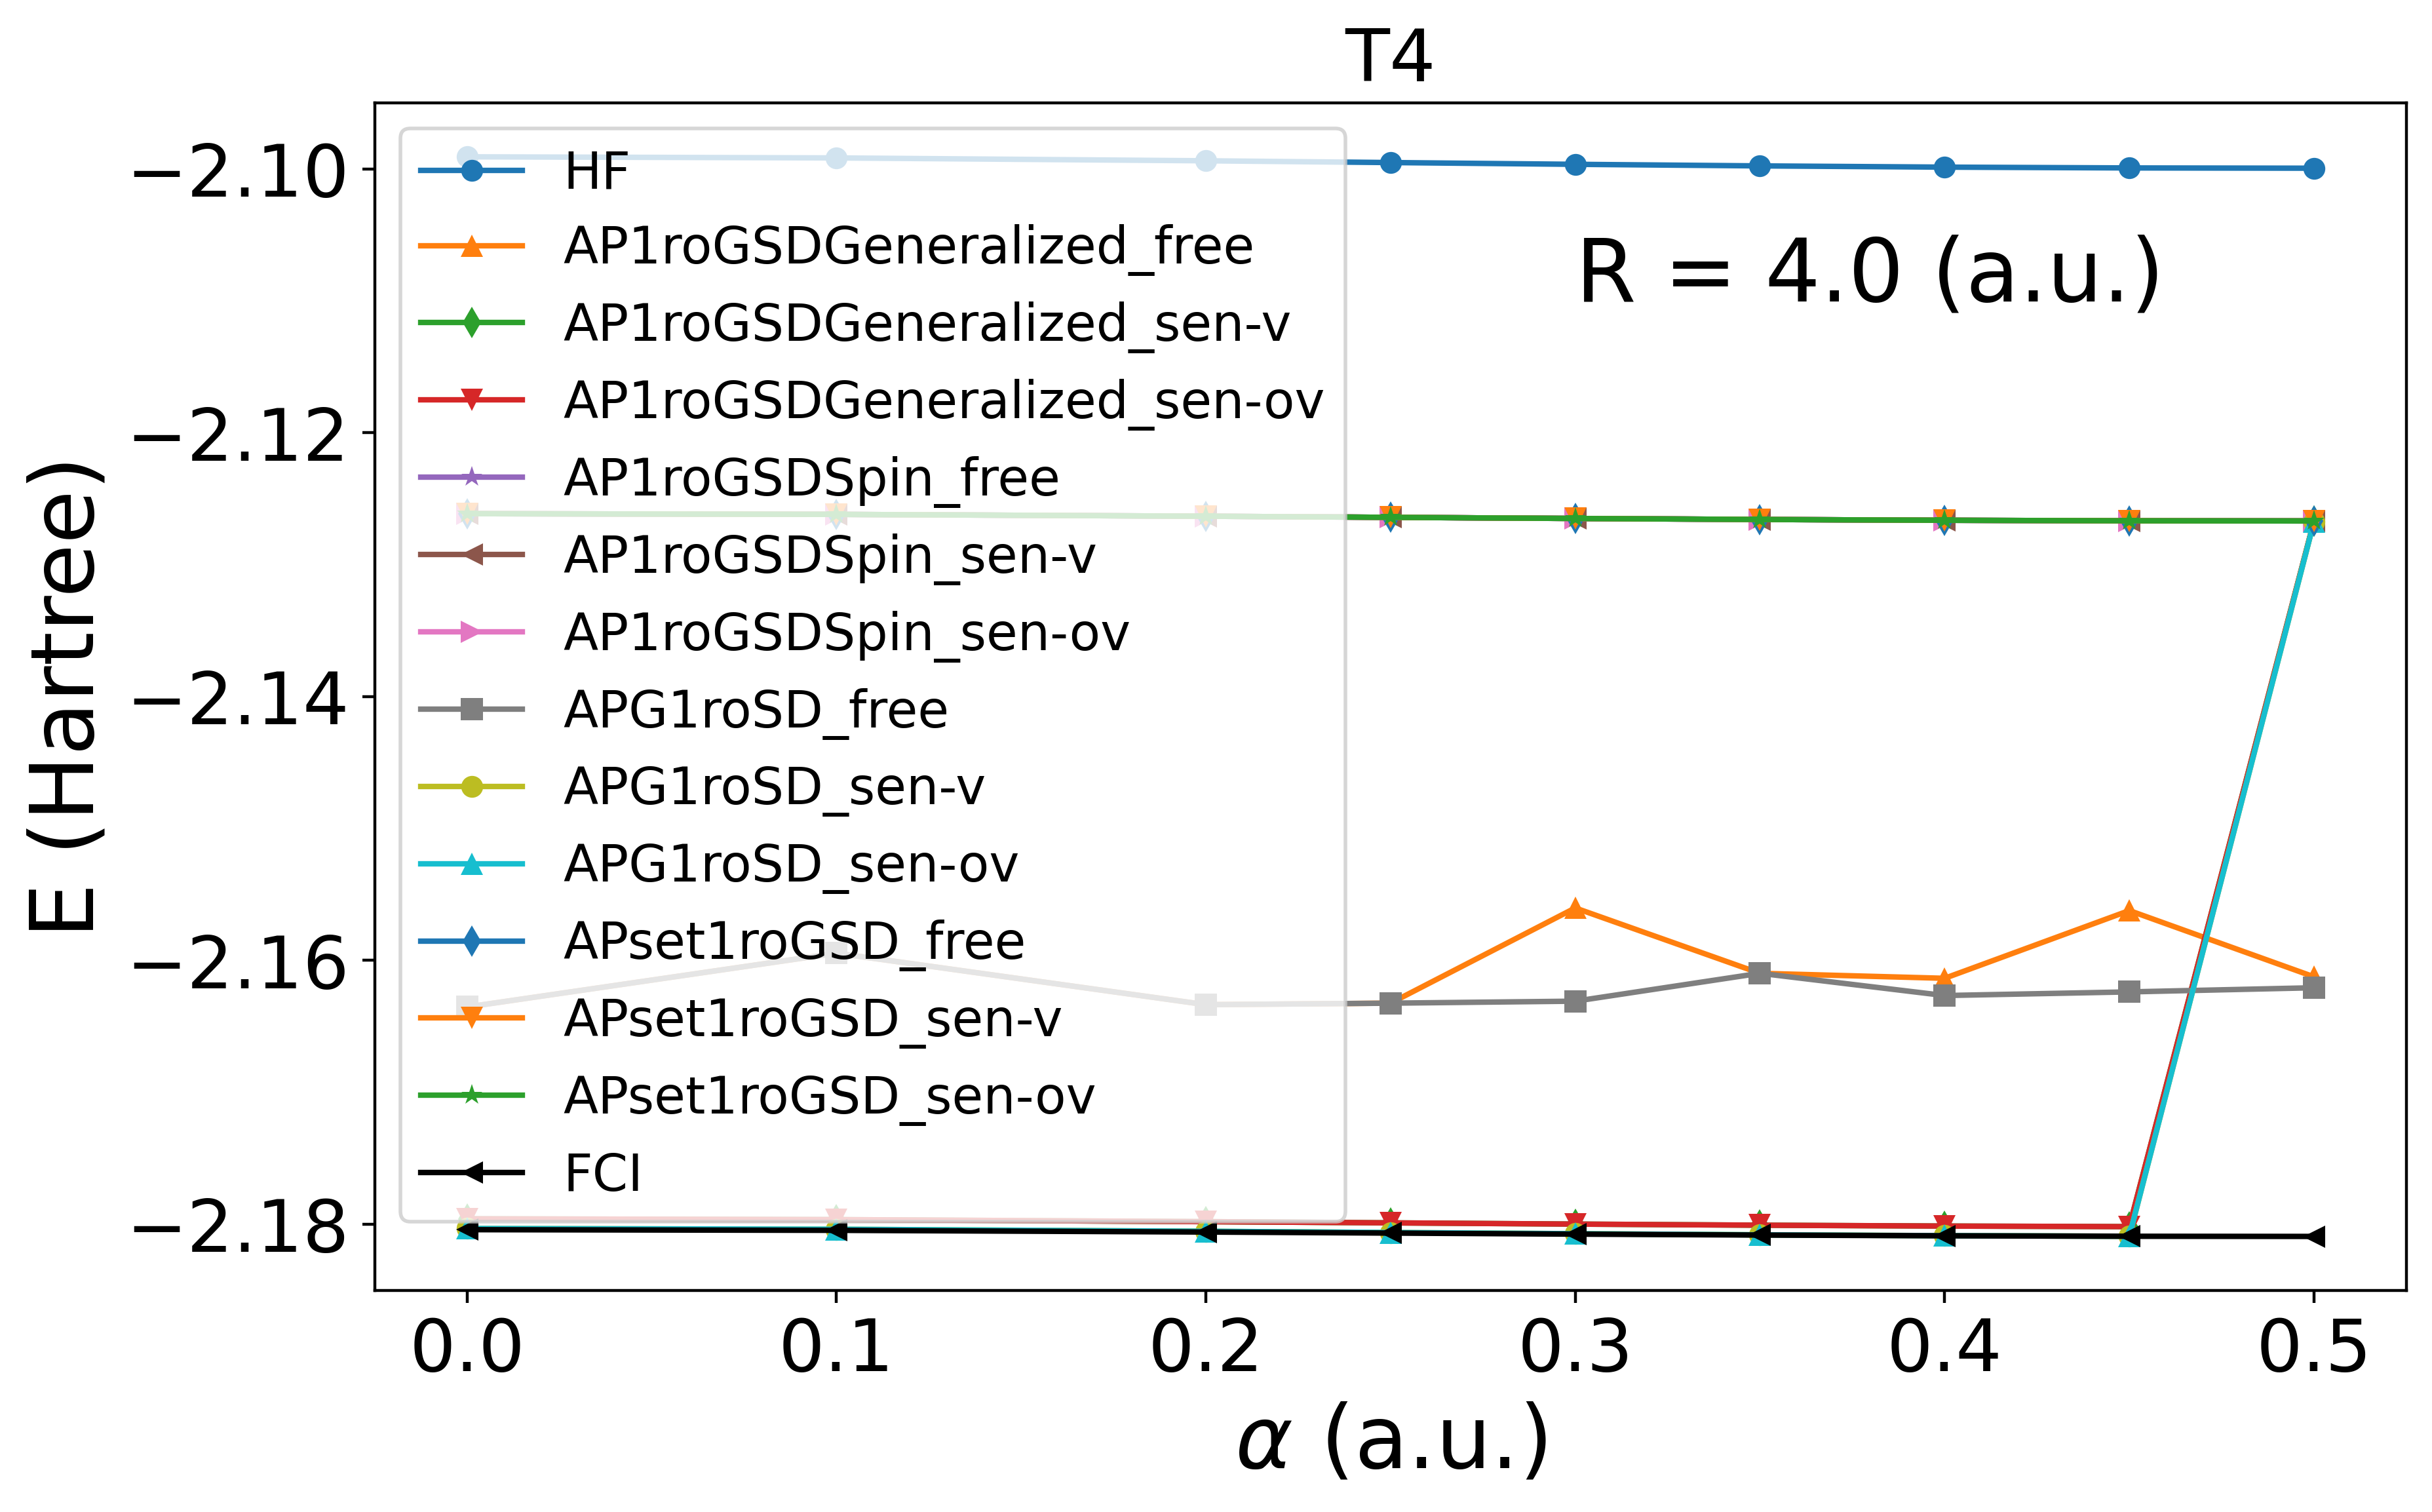 T4
−2.10
−2.12
−2.14
−2.16
−2.18
E (Hartree)
HF
AP1roGSDGeneralized_free
AP1roGSDGeneralized_sen-v
AP1roGSDGeneralized_sen-ov
AP1roGSDSpin_free
AP1roGSDSpin_sen-v
AP1roGSDSpin_sen-ov
APG1roSD_free
APG1roSD_sen-v
APG1roSD_sen-ov
APset1roGSD_free
APset1roGSD_sen-v
APset1roGSD_sen-ov
FCI
R = 4.0 (a.u.)
0.0 0.1 0.2 0.3 0.4 0.5
α (a.u.)